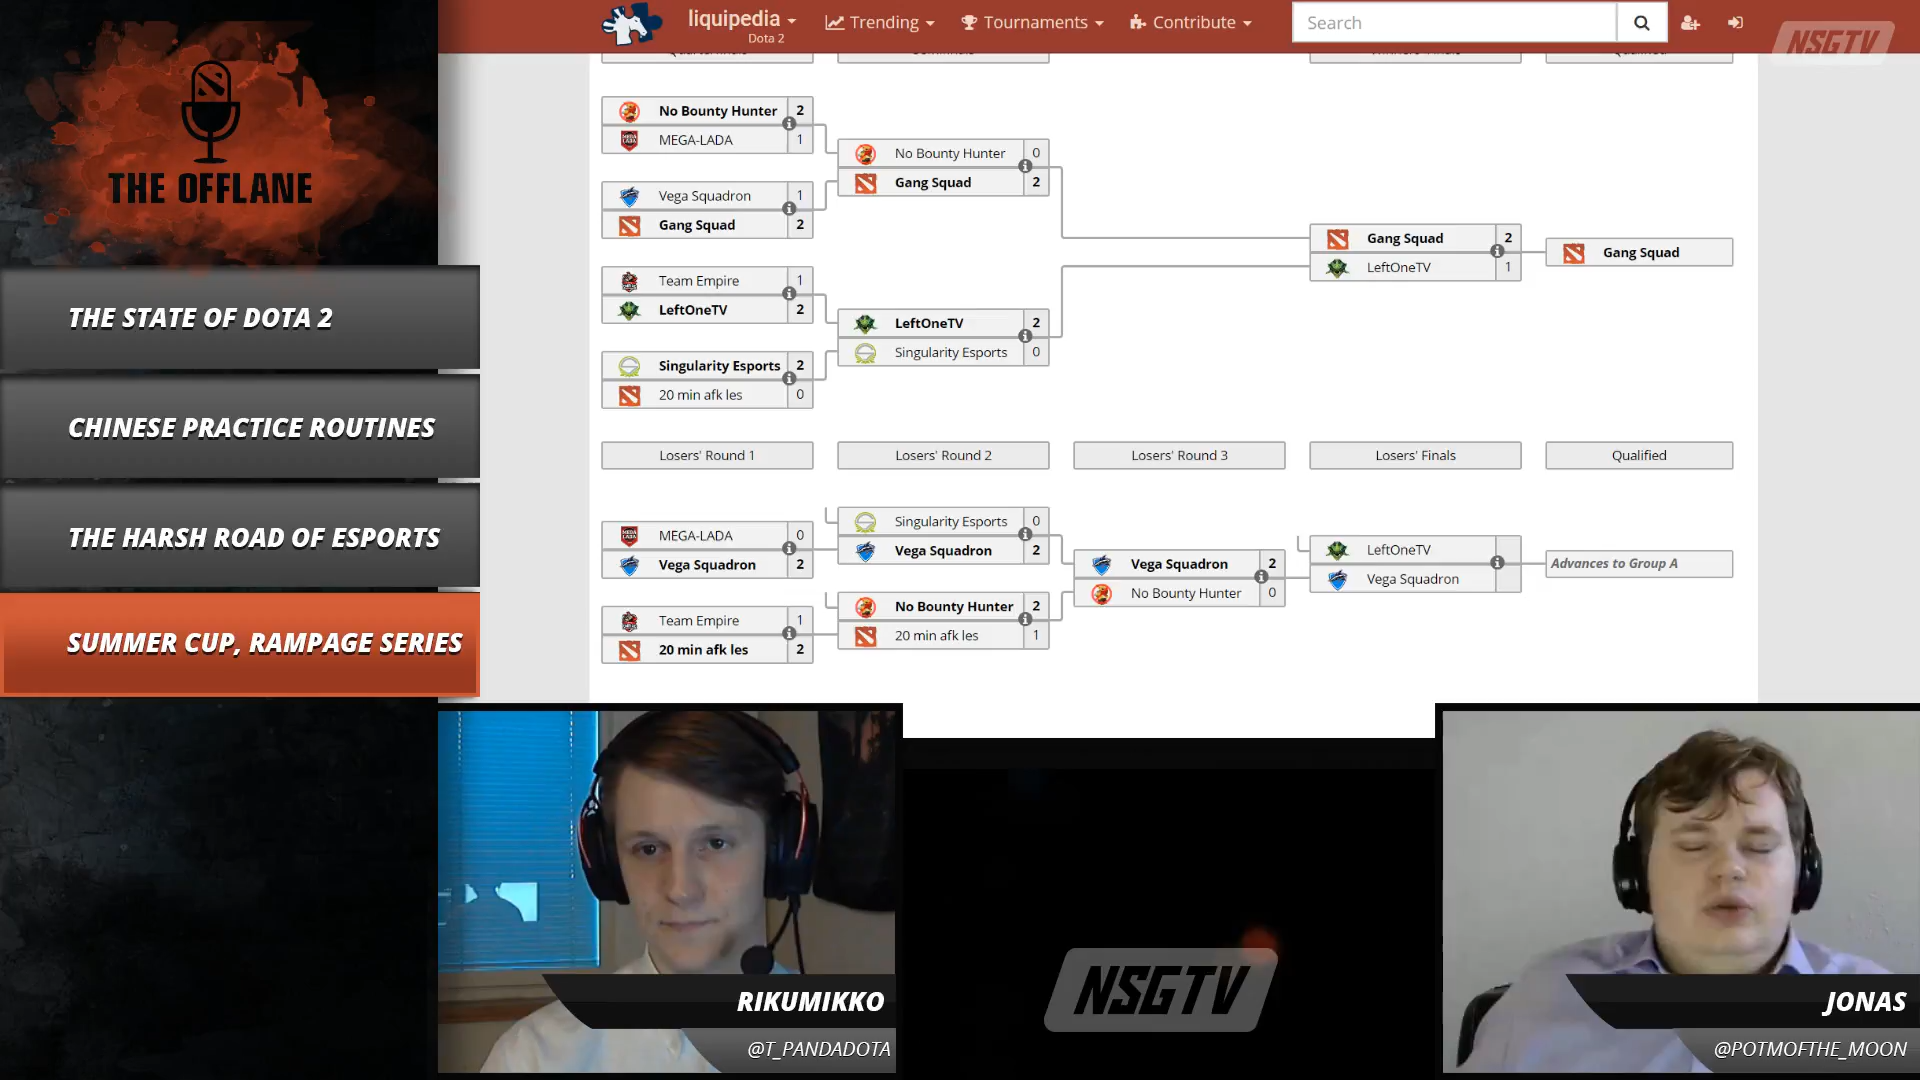 liquipedia
Dota 2
Trending
Tournaments
Contribute
Search
NSGTV
THE OFFLANE
THE STATE OF DOTA 2
CHINESE PRACTICE ROUTINES
THE HARSH ROAD OF ESPORTS
SUMMER CUP, RAMPAGE SERIES
No Bounty Hunter 2
MEGA-LADA 1
Vega Squadron 1
Gang Squad 2
Team Empire 1
LeftOneTV 2
Singularity Esports 2
20 min afk les 0
No Bounty Hunter 0
Gang Squad 2
LeftOneTV 2
Singularity Esports 0
Gang Squad 2
LeftOneTV 1
Gang Squad
Losers' Round 1
Losers' Round 2
Losers' Round 3
Losers' Finals
Qualified
MEGA-LADA 0
Vega Squadron 2
Team Empire 1
20 min afk les 2
Singularity Esports 0
Vega Squadron 2
No Bounty Hunter 2
20 min afk les 1
Vega Squadron 2
No Bounty Hunter 0
LeftOneTV
Vega Squadron
Advances to Group A
RIKUMIKKO
@T_PANDADOTA
NSGTV
JONAS
@POTMOFTHE_MOON